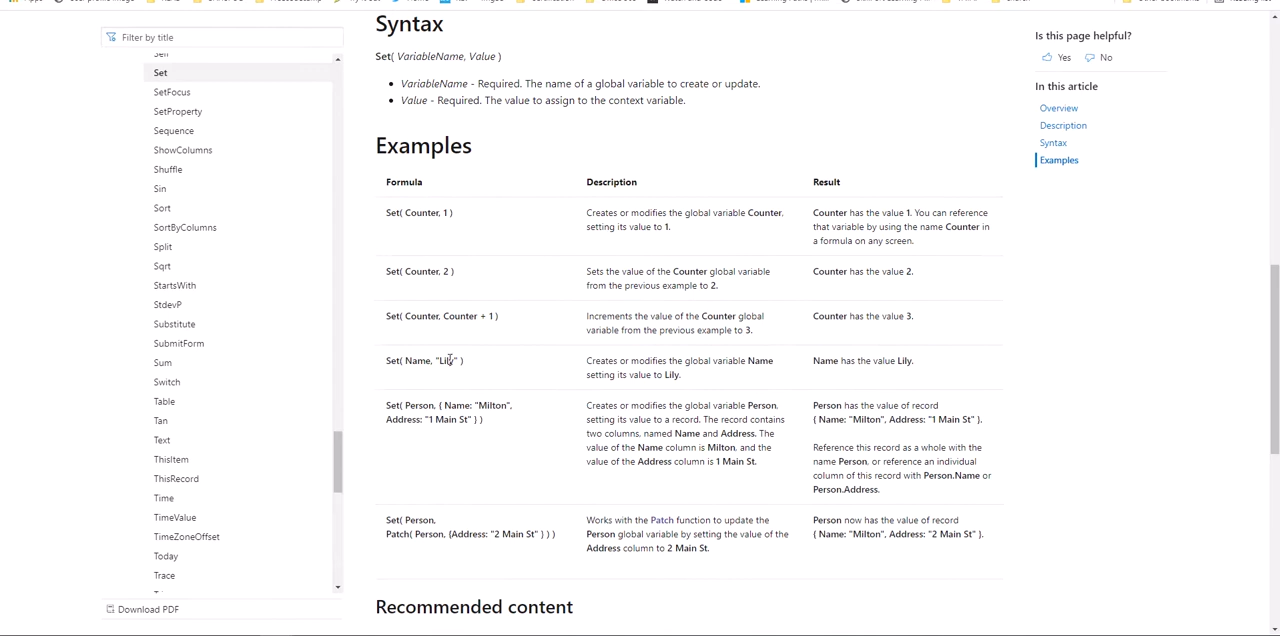 Filter by title
Self
Set
SetFocus
SetProperty
Sequence
ShowColumns
Shuffle
Sin
Sort
SortByColumns
Split
Sqrt
StartsWith
StdevP
Substitute
SubmitForm
Sum
Switch
Table
Tan
Text
ThisItem
ThisRecord
Time
TimeValue
TimeZoneOffset
Today
Trace
Download PDF
Syntax
Set( VariableName, Value )
• VariableName - Required. The name of a global variable to create or update.
• Value - Required. The value to assign to the context variable.
Examples
Formula Description Result
Set( Counter, 1 )
Creates or modifies the global variable Counter,
setting its value to 1.
Counter has the value 1. You can reference
that variable by using the name Counter in
a formula on any screen.
Set( Counter, 2 )
Sets the value of the Counter global variable
from the previous example to 2.
Counter has the value 2.
Set( Counter, Counter + 1 )
Increments the value of the Counter global
variable from the previous example to 3.
Counter has the value 3.
Set( Name, "Lily" )
Creates or modifies the global variable Name
setting its value to Lily.
Name has the value Lily.
Set( Person, { Name: "Milton",
Address: "1 Main St" } )
Creates or modifies the global variable Person,
setting its value to a record. The record contains
two columns, named Name and Address. The
value of the Name column is Milton, and the
value of the Address column is 1 Main St.
Person has the value of record
{ Name: "Milton", Address: "1 Main St" }.
Reference this record as a whole with the
name Person, or reference an individual
column of this record with Person.Name or
Person.Address.
Set( Person,
Patch( Person, {Address: "2 Main St" } ) )
Works with the Patch function to update the
Person global variable by setting the value of the
Address column to 2 Main St.
Person now has the value of record
{ Name: "Milton", Address: "2 Main St" }.
Recommended content
Is this page helpful?
Yes No
In this article
Overview
Description
Syntax
Examples